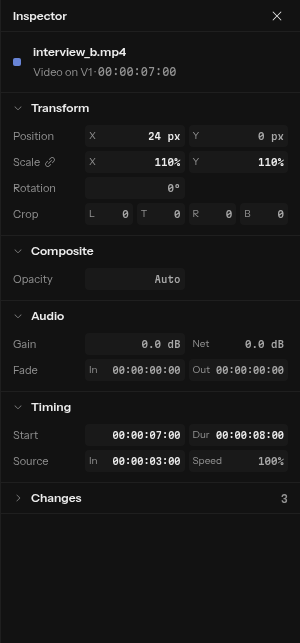 Inspector
interview_b.mp4
Video on V1·00:00:07:00
Transform
Position X 24 px Y 0 px
Scale X 110% Y 110%
Rotation 0°
Crop L 0 T 0 R 0 B 0
Composite
Opacity Auto
Audio
Gain 0.0 dB Net 0.0 dB
Fade In 00:00:00:00 Out 00:00:00:00
Timing
Start 00:00:07:00 Dur 00:00:08:00
Source In 00:00:03:00 Speed 100%
Changes 3